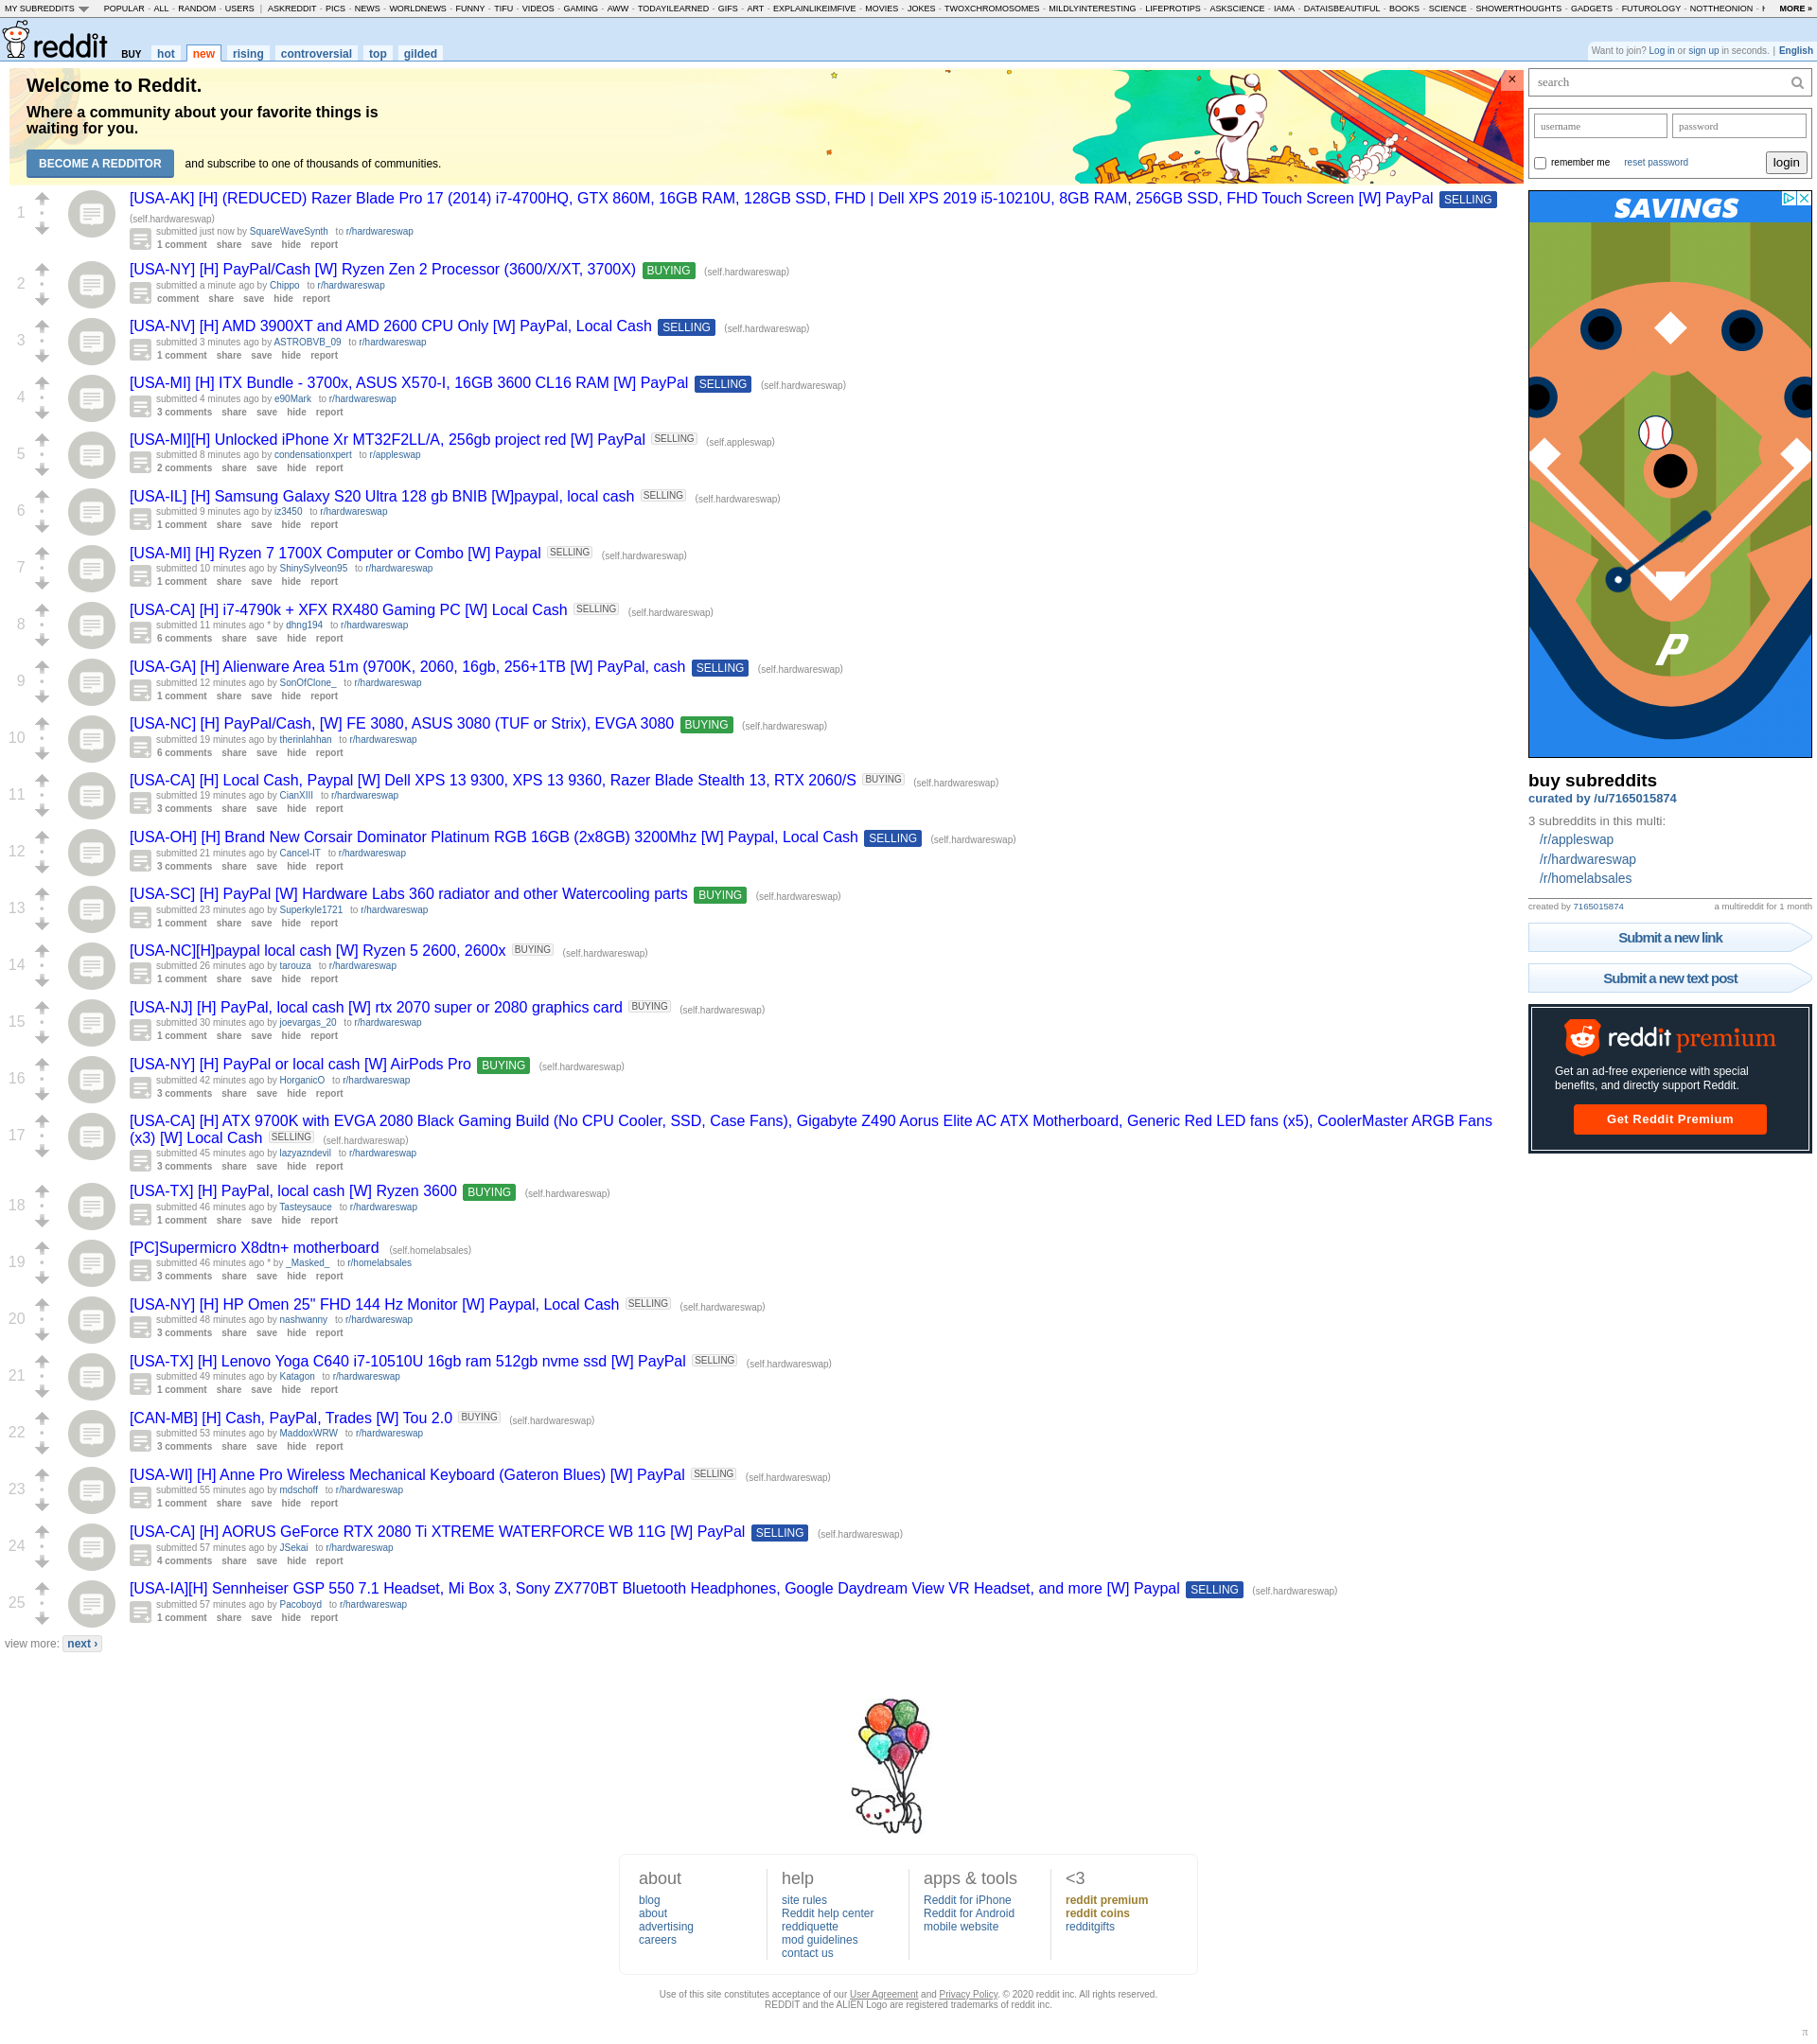 MY SUBREDDITS POPULAR - ALL - RANDOM - USERS | ASKREDDIT - PICS - NEWS - WORLDNEWS - FUNNY - TIFU - VIDEOS - GAMING - AWW - TODAYILEARNED - GIFS - ART - EXPLAINLIKEIMFIVE - MOVIES - JOKES - TWOXCHROMOSOMES - MILDLYINTERESTING - LIFEPROTIPS - ASKSCIENCE - IAMA - DATAISBEAUTIFUL - BOOKS - SCIENCE - SHOWERTHOUGHTS - GADGETS - FUTUROLOGY - NOTTHEONION - MORE »
reddit BUY hot new rising controversial top gilded
Want to join? Log in or sign up in seconds. | English
Welcome to Reddit.
Where a community about your favorite things is
waiting for you.
BECOME A REDDITOR and subscribe to one of thousands of communities.
1
[USA-AK] [H] (REDUCED) Razer Blade Pro 17 (2014) i7-4700HQ, GTX 860M, 16GB RAM, 128GB SSD, FHD | Dell XPS 2019 i5-10210U, 8GB RAM, 256GB SSD, FHD Touch Screen [W] PayPal SELLING
(self.hardwareswap)
submitted just now by SquareWaveSynth to r/hardwareswap
1 comment share save hide report
2
[USA-NY] [H] PayPal/Cash [W] Ryzen Zen 2 Processor (3600/X/XT, 3700X) BUYING (self.hardwareswap)
submitted a minute ago by Chippo to r/hardwareswap
comment share save hide report
3
[USA-NV] [H] AMD 3900XT and AMD 2600 CPU Only [W] PayPal, Local Cash SELLING (self.hardwareswap)
submitted 3 minutes ago by ASTROBVB_09 to r/hardwareswap
1 comment share save hide report
4
[USA-MI] [H] ITX Bundle - 3700x, ASUS X570-I, 16GB 3600 CL16 RAM [W] PayPal SELLING (self.hardwareswap)
submitted 4 minutes ago by e90Mark to r/hardwareswap
3 comments share save hide report
5
[USA-MI][H] Unlocked iPhone Xr MT32F2LL/A, 256gb project red [W] PayPal SELLING (self.appleswap)
submitted 8 minutes ago by condensationxpert to r/appleswap
2 comments share save hide report
6
[USA-IL] [H] Samsung Galaxy S20 Ultra 128 gb BNIB [W]paypal, local cash SELLING (self.hardwareswap)
submitted 9 minutes ago by iz3450 to r/hardwareswap
1 comment share save hide report
7
[USA-MI] [H] Ryzen 7 1700X Computer or Combo [W] Paypal SELLING (self.hardwareswap)
submitted 10 minutes ago by ShinySylveon95 to r/hardwareswap
1 comment share save hide report
8
[USA-CA] [H] i7-4790k + XFX RX480 Gaming PC [W] Local Cash SELLING (self.hardwareswap)
submitted 11 minutes ago * by dhng194 to r/hardwareswap
6 comments share save hide report
9
[USA-GA] [H] Alienware Area 51m (9700K, 2060, 16gb, 256+1TB [W] PayPal, cash SELLING (self.hardwareswap)
submitted 12 minutes ago by SonOfClone_ to r/hardwareswap
1 comment share save hide report
10
[USA-NC] [H] PayPal/Cash, [W] FE 3080, ASUS 3080 (TUF or Strix), EVGA 3080 BUYING (self.hardwareswap)
submitted 19 minutes ago by therinlahhan to r/hardwareswap
6 comments share save hide report
11
[USA-CA] [H] Local Cash, Paypal [W] Dell XPS 13 9300, XPS 13 9360, Razer Blade Stealth 13, RTX 2060/S BUYING (self.hardwareswap)
submitted 19 minutes ago by CianXIII to r/hardwareswap
3 comments share save hide report
12
[USA-OH] [H] Brand New Corsair Dominator Platinum RGB 16GB (2x8GB) 3200Mhz [W] Paypal, Local Cash SELLING (self.hardwareswap)
submitted 21 minutes ago by Cancel-IT to r/hardwareswap
3 comments share save hide report
13
[USA-SC] [H] PayPal [W] Hardware Labs 360 radiator and other Watercooling parts BUYING (self.hardwareswap)
submitted 23 minutes ago by Superkyle1721 to r/hardwareswap
1 comment share save hide report
14
[USA-NC][H]paypal local cash [W] Ryzen 5 2600, 2600x BUYING (self.hardwareswap)
submitted 26 minutes ago by tarouza to r/hardwareswap
1 comment share save hide report
15
[USA-NJ] [H] PayPal, local cash [W] rtx 2070 super or 2080 graphics card BUYING (self.hardwareswap)
submitted 30 minutes ago by joevargas_20 to r/hardwareswap
1 comment share save hide report
16
[USA-NY] [H] PayPal or local cash [W] AirPods Pro BUYING (self.hardwareswap)
submitted 42 minutes ago by HorganicO to r/hardwareswap
3 comments share save hide report
17
[USA-CA] [H] ATX 9700K with EVGA 2080 Black Gaming Build (No CPU Cooler, SSD, Case Fans), Gigabyte Z490 Aorus Elite AC ATX Motherboard, Generic Red LED fans (x5), CoolerMaster ARGB Fans
(x3) [W] Local Cash SELLING (self.hardwareswap)
submitted 45 minutes ago by lazyazndevil to r/hardwareswap
3 comments share save hide report
18
[USA-TX] [H] PayPal, local cash [W] Ryzen 3600 BUYING (self.hardwareswap)
submitted 46 minutes ago by Tasteysauce to r/hardwareswap
1 comment share save hide report
19
[PC]Supermicro X8dtn+ motherboard (self.homelabsales)
submitted 46 minutes ago * by _Masked_ to r/homelabsales
3 comments share save hide report
20
[USA-NY] [H] HP Omen 25" FHD 144 Hz Monitor [W] Paypal, Local Cash SELLING (self.hardwareswap)
submitted 48 minutes ago by nashwanny to r/hardwareswap
3 comments share save hide report
21
[USA-TX] [H] Lenovo Yoga C640 i7-10510U 16gb ram 512gb nvme ssd [W] PayPal SELLING (self.hardwareswap)
submitted 49 minutes ago by Katagon to r/hardwareswap
1 comment share save hide report
22
[CAN-MB] [H] Cash, PayPal, Trades [W] Tou 2.0 BUYING (self.hardwareswap)
submitted 53 minutes ago by MaddoxWRW to r/hardwareswap
3 comments share save hide report
23
[USA-WI] [H] Anne Pro Wireless Mechanical Keyboard (Gateron Blues) [W] PayPal SELLING (self.hardwareswap)
submitted 55 minutes ago by mdschoff to r/hardwareswap
1 comment share save hide report
24
[USA-CA] [H] AORUS GeForce RTX 2080 Ti XTREME WATERFORCE WB 11G [W] PayPal SELLING (self.hardwareswap)
submitted 57 minutes ago by JSekai to r/hardwareswap
4 comments share save hide report
25
[USA-IA][H] Sennheiser GSP 550 7.1 Headset, Mi Box 3, Sony ZX770BT Bluetooth Headphones, Google Daydream View VR Headset, and more [W] Paypal SELLING (self.hardwareswap)
submitted 57 minutes ago by Pacoboyd to r/hardwareswap
1 comment share save hide report
view more: next ›
search
username password
remember me reset password login
SAVINGS
P
buy subreddits
curated by /u/7165015874
3 subreddits in this multi:
/r/appleswap
/r/hardwareswap
/r/homelabsales
created by 7165015874 a multireddit for 1 month
Submit a new link
Submit a new text post
reddit premium
Get an ad-free experience with special
benefits, and directly support Reddit.
Get Reddit Premium
about
blog
about
advertising
careers
help
site rules
Reddit help center
reddiquette
mod guidelines
contact us
apps & tools
Reddit for iPhone
Reddit for Android
mobile website
<3
reddit premium
reddit coins
redditgifts
Use of this site constitutes acceptance of our User Agreement and Privacy Policy. © 2020 reddit inc. All rights reserved.
REDDIT and the ALIEN Logo are registered trademarks of reddit inc.
π